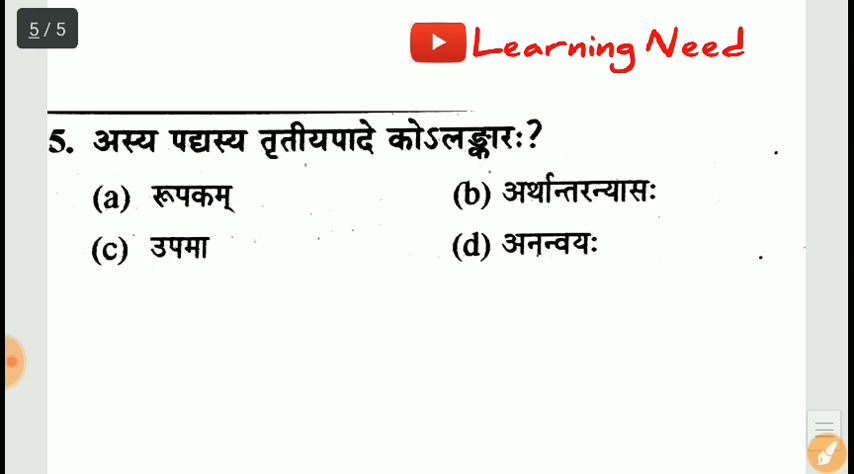 5 / 5
Learning Need
5. अस्य पद्यस्य तृतीयपादे कोऽलङ्कारः?
(a) रूपकम् (b) अर्थान्तरन्यासः
(c) उपमा (d) अनन्वयः